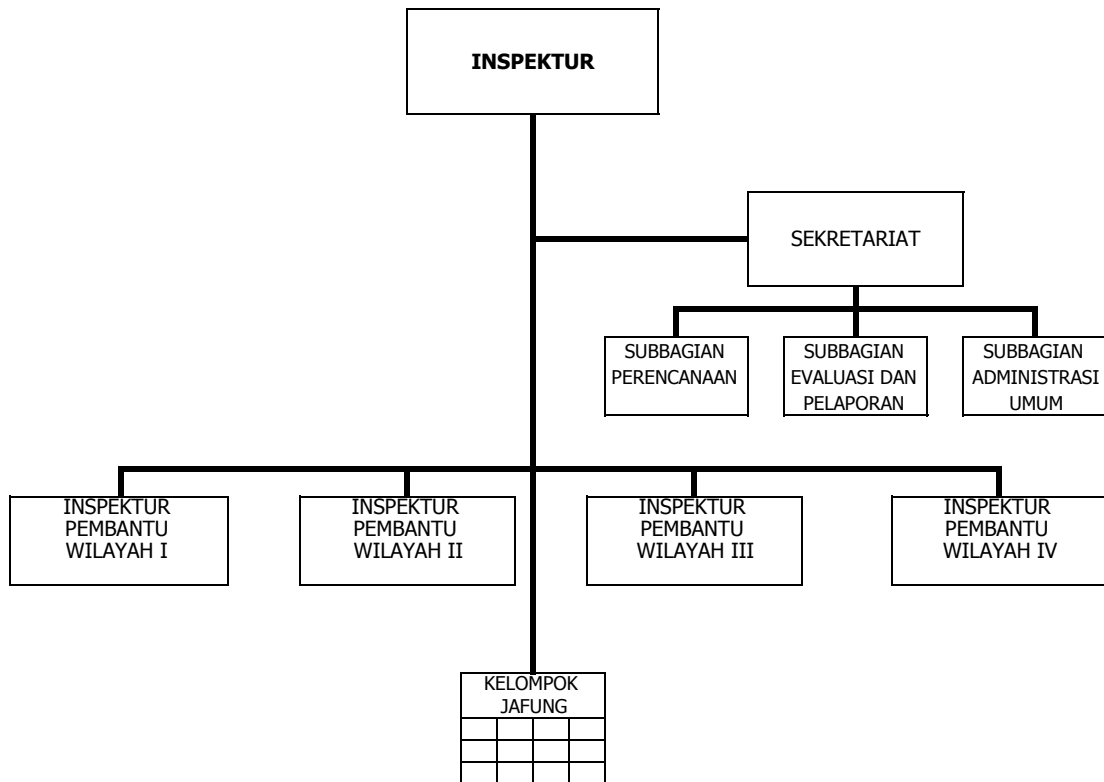 INSPEKTUR
SEKRETARIAT
SUBBAGIAN
PERENCANAAN
SUBBAGIAN
EVALUASI DAN
PELAPORAN
SUBBAGIAN
ADMINISTRASI
UMUM
INSPEKTUR
PEMBANTU
WILAYAH I
INSPEKTUR
PEMBANTU
WILAYAH II
INSPEKTUR
PEMBANTU
WILAYAH III
INSPEKTUR
PEMBANTU
WILAYAH IV
KELOMPOK
JAFUNG